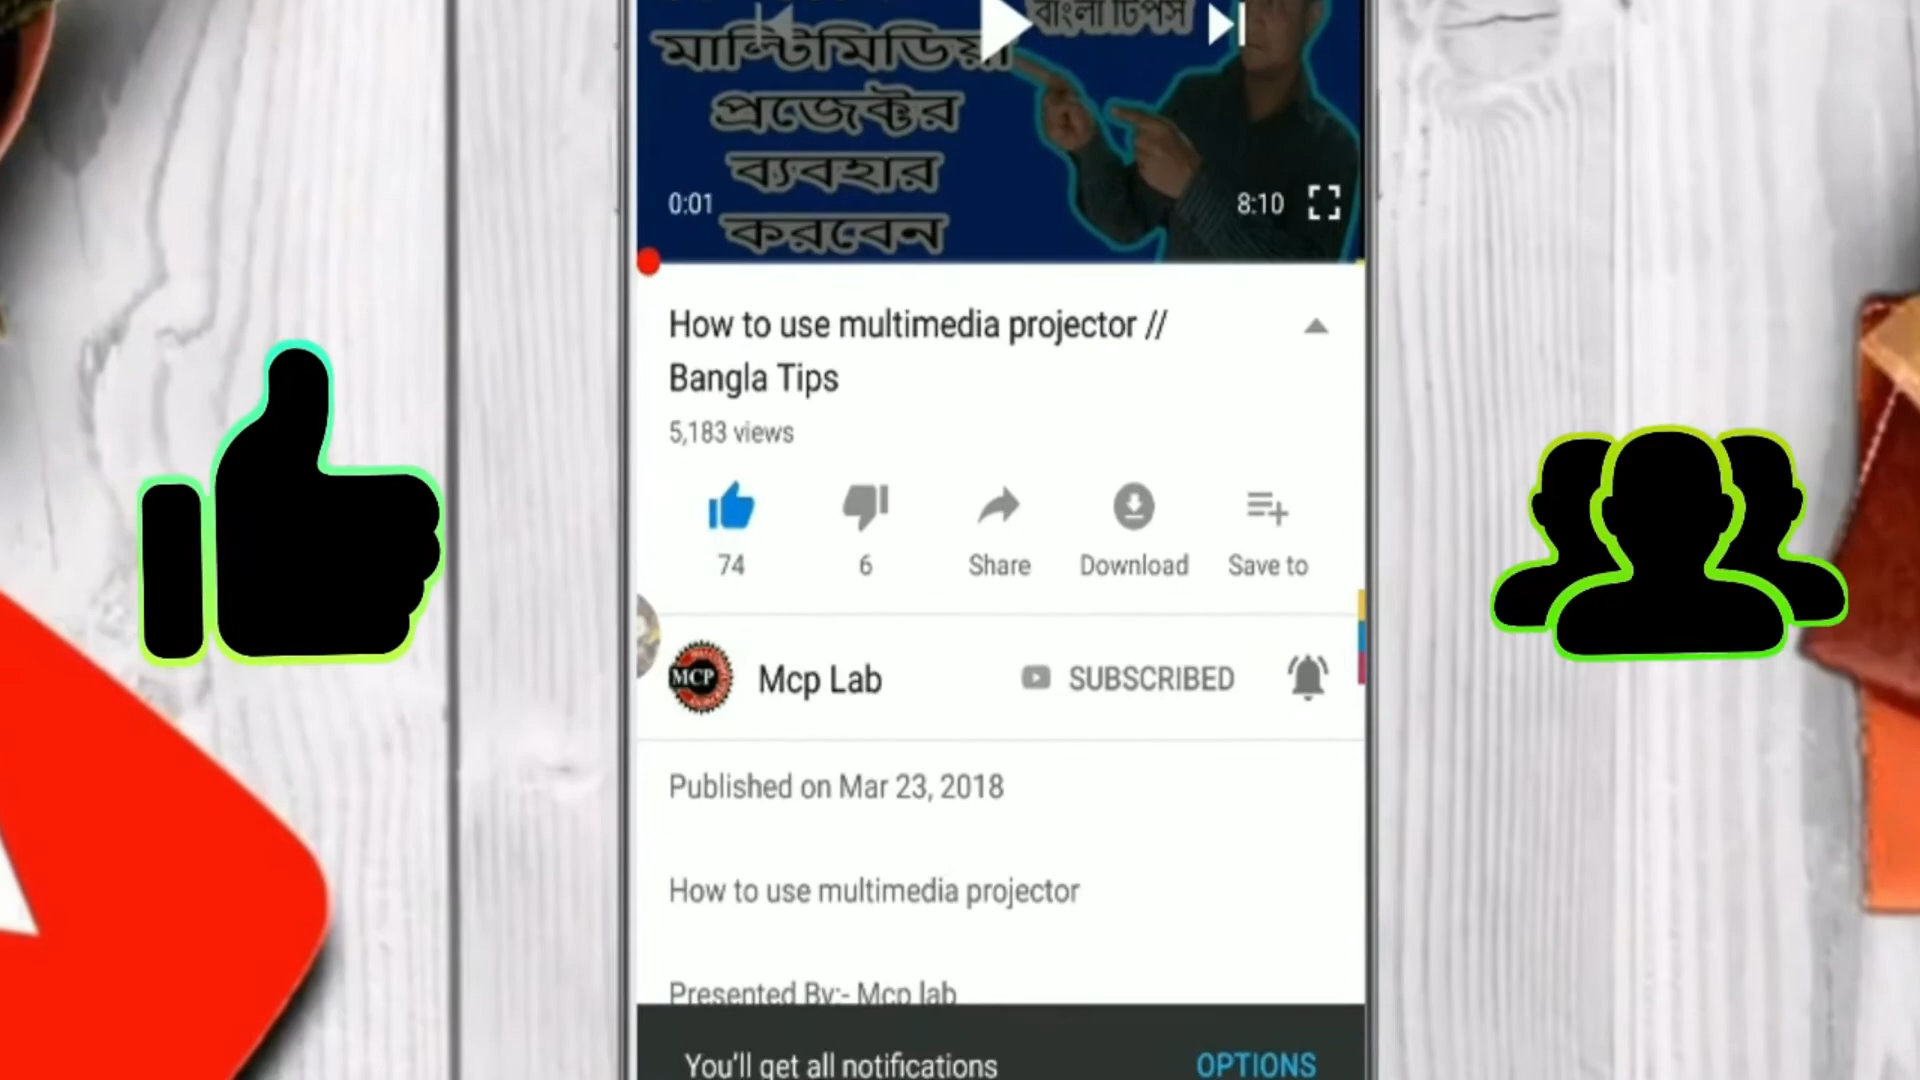 বাংলা টিপস
মাল্টিমিডিয়া
প্রজেক্টর
ব্যবহার
করবেন
0:01
8:10
How to use multimedia projector //
Bangla Tips
5,183 views
74
6
Share
Download
Save to
MCP
Mcp Lab
SUBSCRIBED
Published on Mar 23, 2018
How to use multimedia projector
Presented By:- Mcp lab
You'll get all notifications
OPTIONS